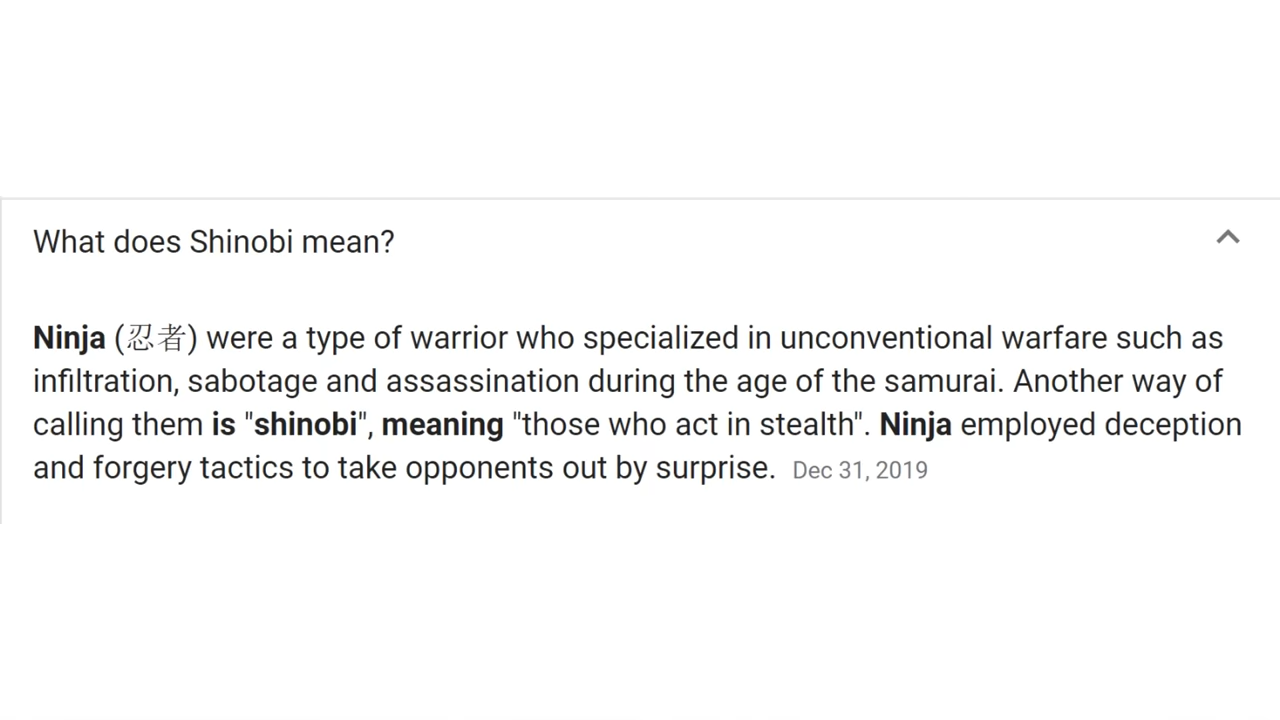 What does Shinobi mean?
Ninja (忍者) were a type of warrior who specialized in unconventional warfare such as
infiltration, sabotage and assassination during the age of the samurai. Another way of
calling them is "shinobi", meaning "those who act in stealth". Ninja employed deception
and forgery tactics to take opponents out by surprise. Dec 31, 2019